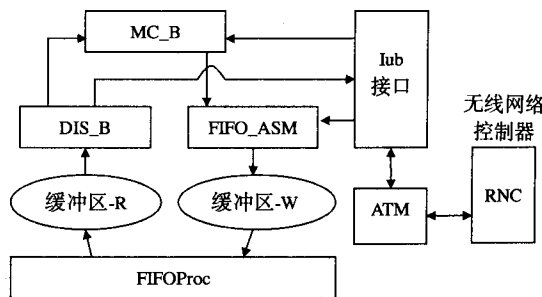 MC_B
Iub
接口
DIS_B
FIFO_ASM
无线网络
控制器
缓冲区-R
缓冲区-W
ATM
RNC
FIFOProc